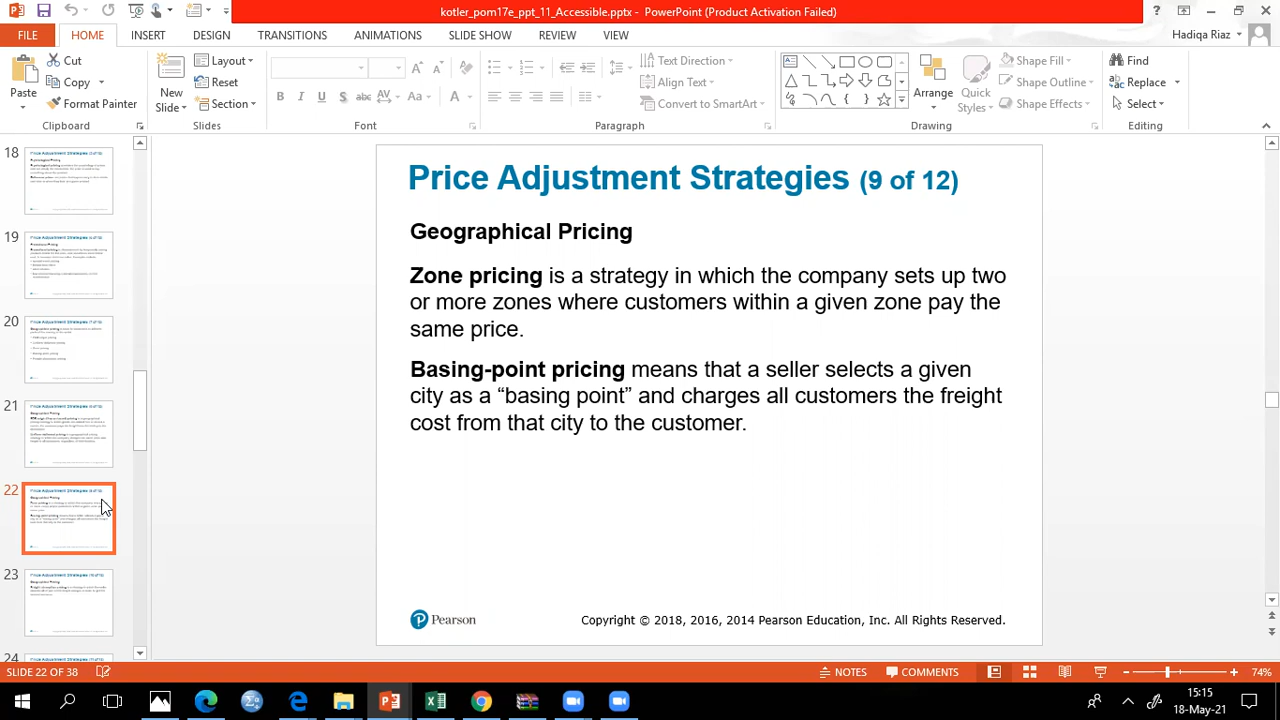 kotler_pom17e_ppt_11_Accessible.pptx - PowerPoint (Product Activation Failed)
FILE HOME INSERT DESIGN TRANSITIONS ANIMATIONS SLIDE SHOW REVIEW VIEW Hadiqa Riaz
Paste
Cut
Copy
Format Painter
Clipboard
New
Slide
Layout
Reset
Section
Slides
B I U S abc AV Aa A
Font
Text Direction
Align Text
Convert to SmartArt
Paragraph
Arrange
Quick
Styles
Shape Fill
Shape Outline
Shape Effects
Drawing
Find
Replace
Select
Editing
18
19
20
21
22
23
24
Price Adjustment Strategies (9 of 12)
Geographical Pricing
Zone pricing is a strategy in which the company sets up two
or more zones where customers within a given zone pay the
same price.
Basing-point pricing means that a seller selects a given
city as a “basing point” and charges all customers the freight
cost from that city to the customer.
Pearson
Copyright © 2018, 2016, 2014 Pearson Education, Inc. All Rights Reserved.
SLIDE 22 OF 38 NOTES COMMENTS 74%
15:15
18-May-21